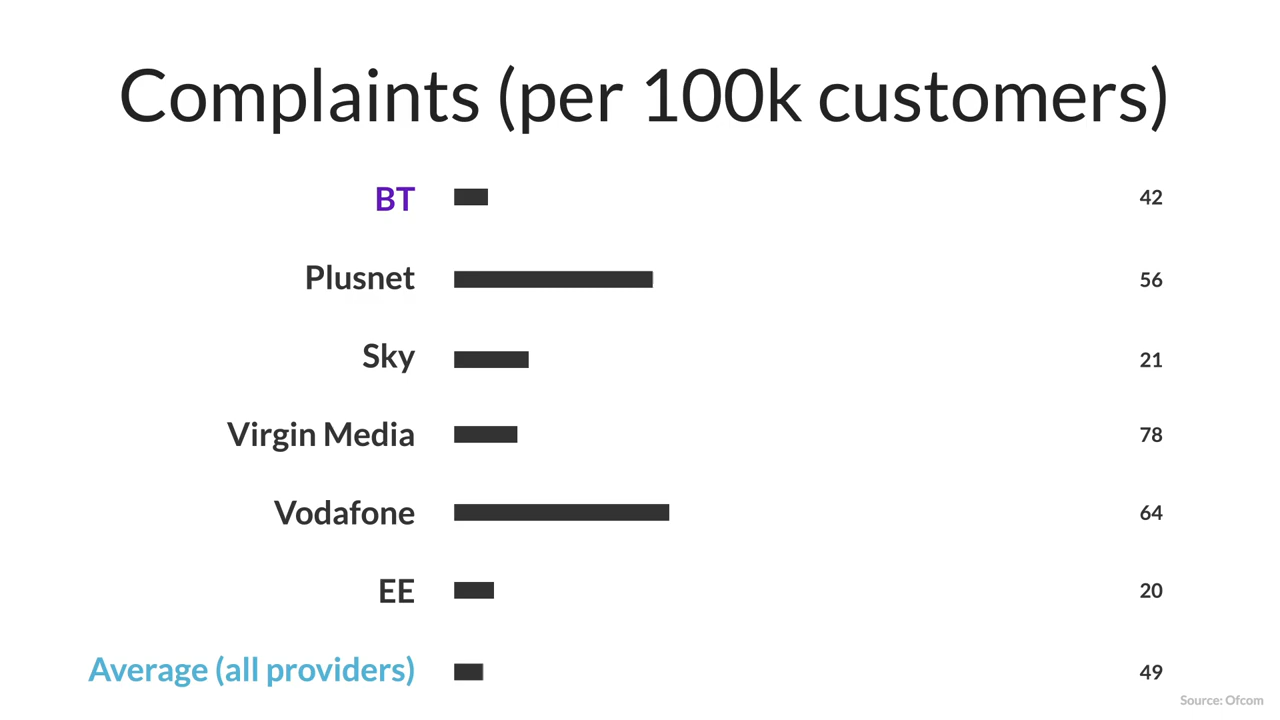 Complaints (per 100k customers)
BT 42
Plusnet 56
Sky 21
Virgin Media 78
Vodafone 64
EE 20
Average (all providers) 49
Source: Ofcom